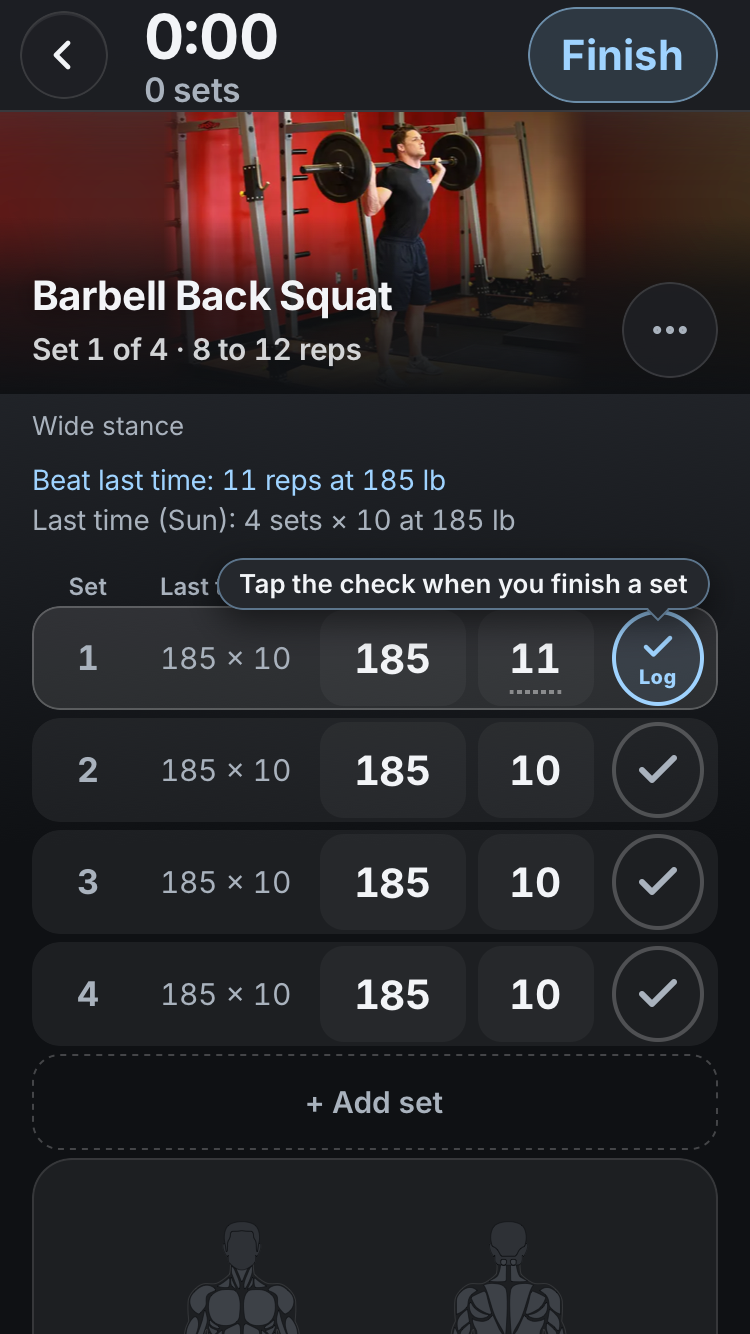 0:00
0 sets
Finish
Barbell Back Squat
Set 1 of 4 · 8 to 12 reps
Wide stance
Beat last time: 11 reps at 185 lb
Last time (Sun): 4 sets × 10 at 185 lb
Tap the check when you finish a set
Set Last
1 185 × 10 185 11 Log
2 185 × 10 185 10
3 185 × 10 185 10
4 185 × 10 185 10
+ Add set